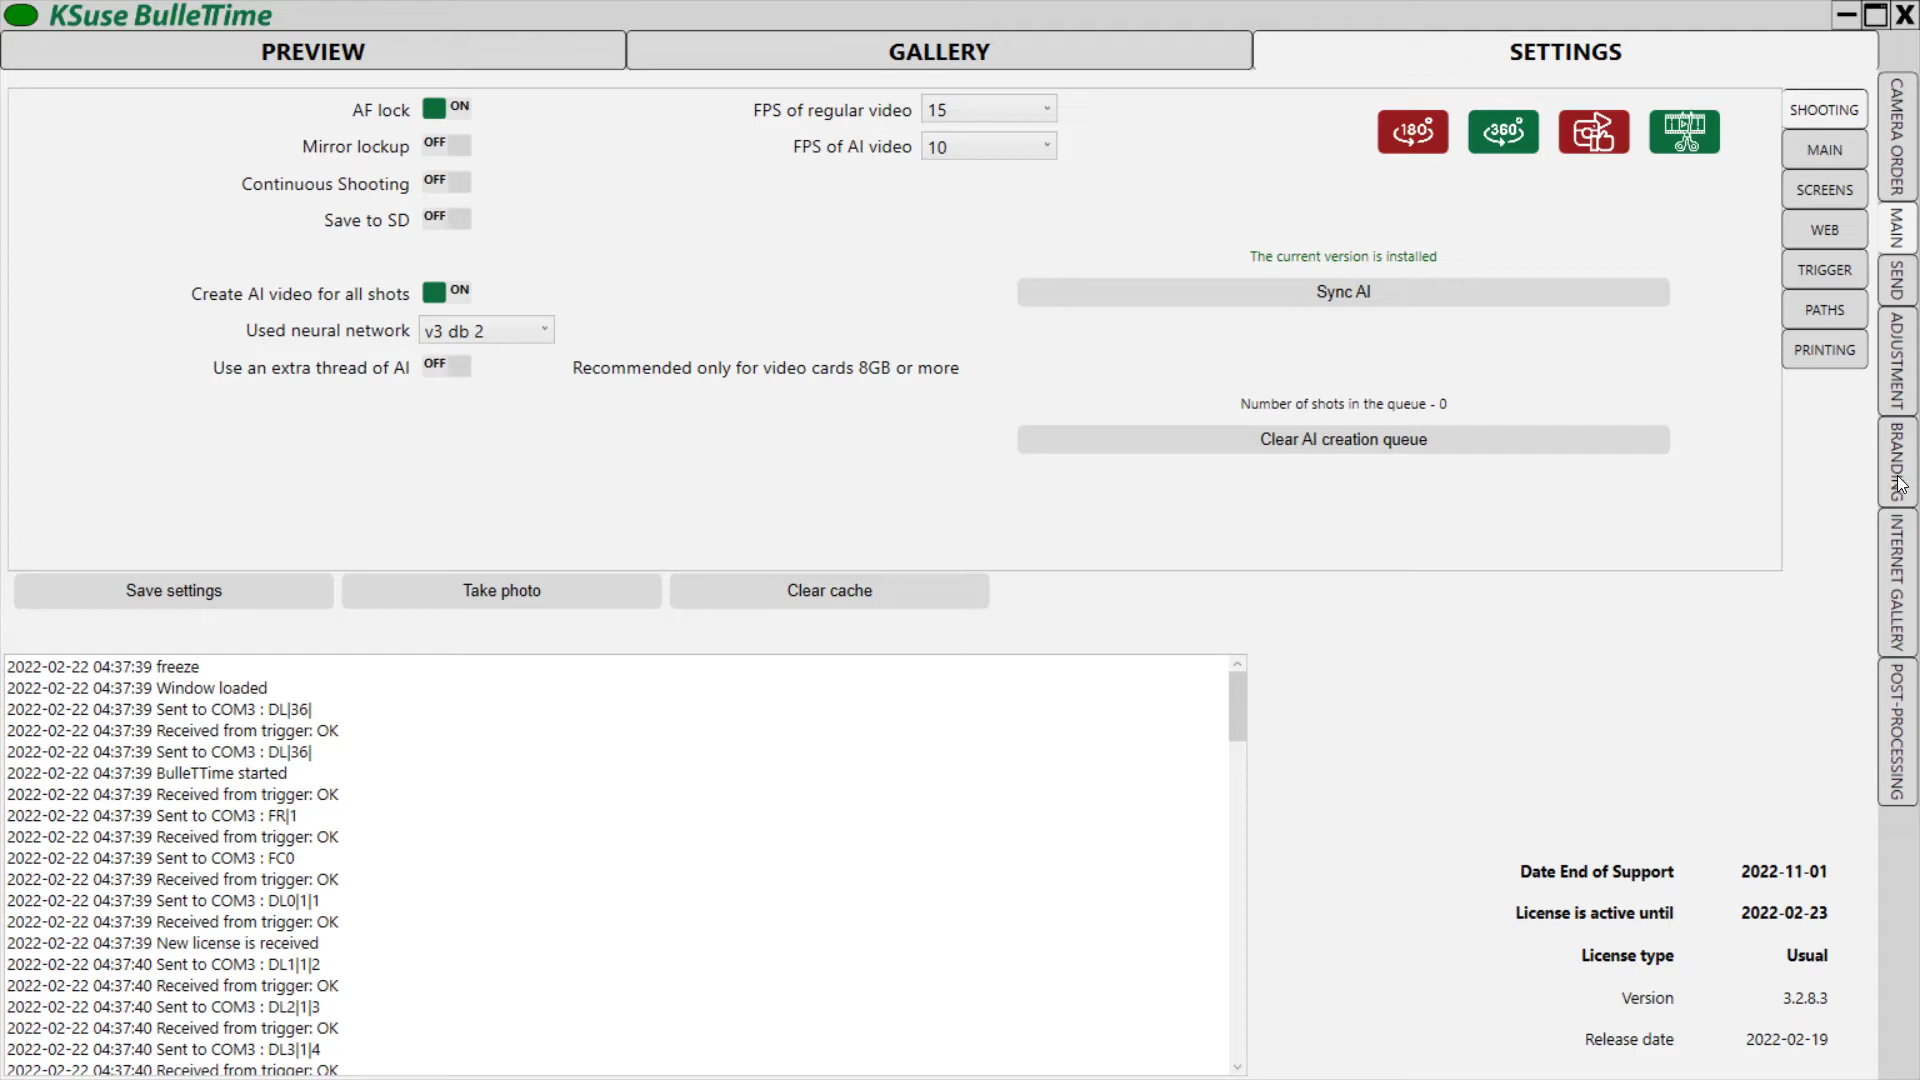 KSuse BulleTTime
PREVIEW
GALLERY
SETTINGS
AF lock ON
Mirror lockup OFF
Continuous Shooting OFF
Save to SD OFF
Create AI video for all shots ON
Used neural network v3 db 2
Use an extra thread of AI OFF Recommended only for video cards 8GB or more
FPS of regular video 15
FPS of AI video 10
180°
360°
The current version is installed
Sync AI
Number of shots in the queue - 0
Clear AI creation queue
SHOOTING
MAIN
SCREENS
WEB
TRIGGER
PATHS
PRINTING
CAMERA ORDER
MAIN
SEND
ADJUSTMENT
BRANDING
INTERNET GALLERY
POST-PROCESSING
Save settings
Take photo
Clear cache
2022-02-22 04:37:39 freeze
2022-02-22 04:37:39 Window loaded
2022-02-22 04:37:39 Sent to COM3 : DL|36|
2022-02-22 04:37:39 Received from trigger: OK
2022-02-22 04:37:39 Sent to COM3 : DL|36|
2022-02-22 04:37:39 BulleTTime started
2022-02-22 04:37:39 Received from trigger: OK
2022-02-22 04:37:39 Sent to COM3 : FR|1
2022-02-22 04:37:39 Received from trigger: OK
2022-02-22 04:37:39 Sent to COM3 : FC0
2022-02-22 04:37:39 Received from trigger: OK
2022-02-22 04:37:39 Sent to COM3 : DL0|1|1
2022-02-22 04:37:39 Received from trigger: OK
2022-02-22 04:37:39 New license is received
2022-02-22 04:37:40 Sent to COM3 : DL1|1|2
2022-02-22 04:37:40 Received from trigger: OK
2022-02-22 04:37:40 Sent to COM3 : DL2|1|3
2022-02-22 04:37:40 Received from trigger: OK
2022-02-22 04:37:40 Sent to COM3 : DL3|1|4
2022-02-22 04:37:40 Received from trigger: OK
Date End of Support 2022-11-01
License is active until 2022-02-23
License type Usual
Version 3.2.8.3
Release date 2022-02-19